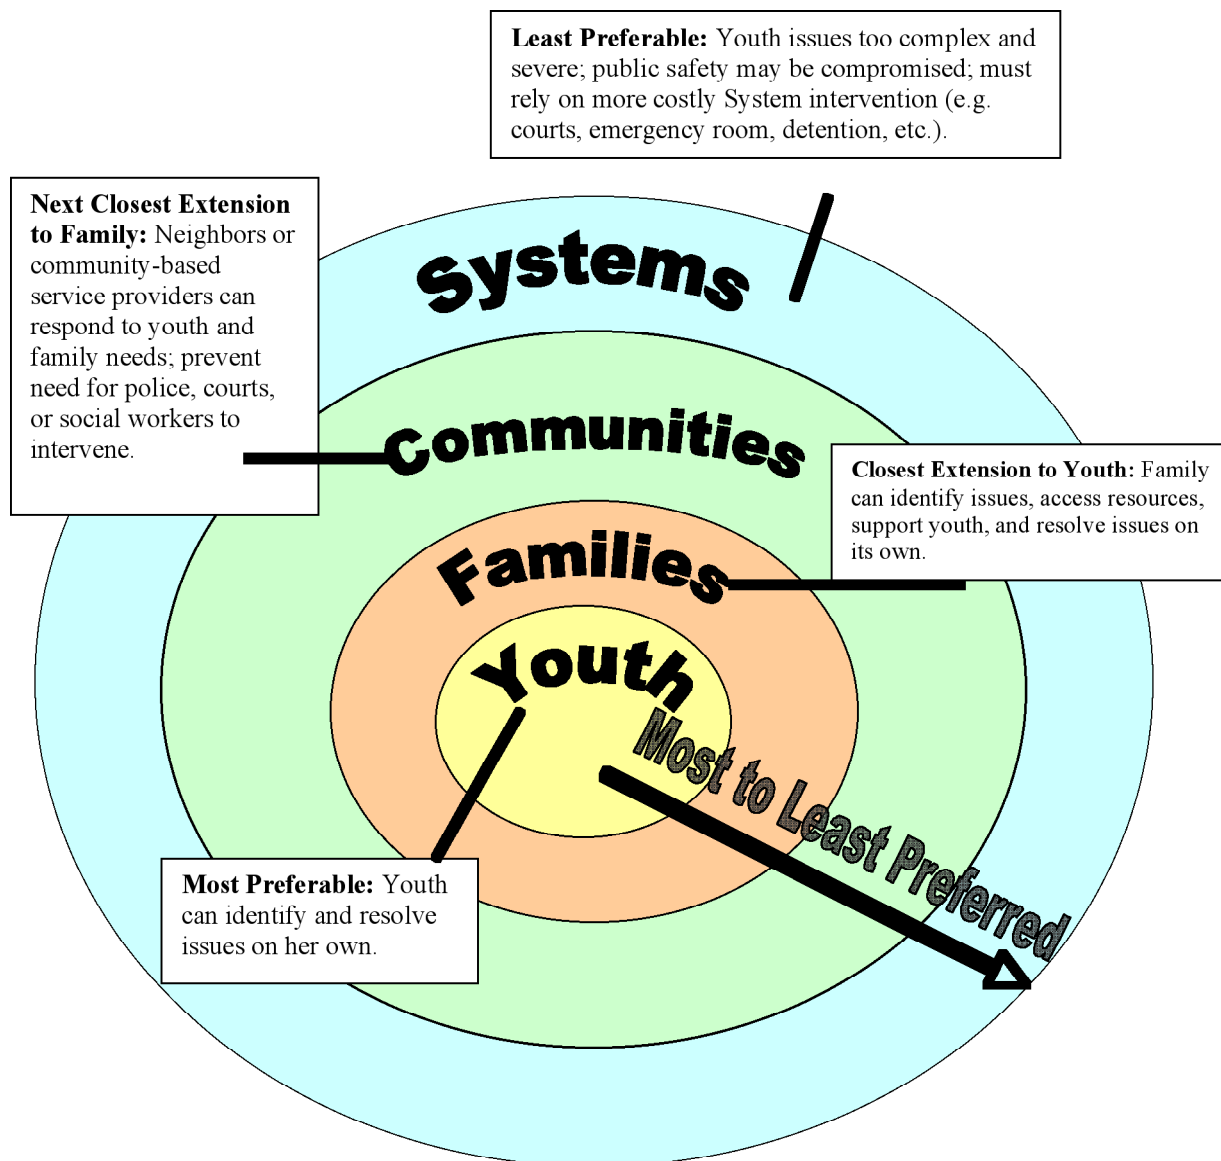 Least Preferable: Youth issues too complex and
severe; public safety may be compromised; must
rely on more costly System intervention (e.g.
courts, emergency room, detention, etc.).
Next Closest Extension
to Family: Neighbors or
community-based
service providers can
respond to youth and
family needs; prevent
need for police, courts,
or social workers to
intervene.
Systems
Communities
Closest Extension to Youth: Family
can identify issues, access resources,
support youth, and resolve issues on
its own.
Families
Youth
Most to Least Preferred
Most Preferable: Youth
can identify and resolve
issues on her own.